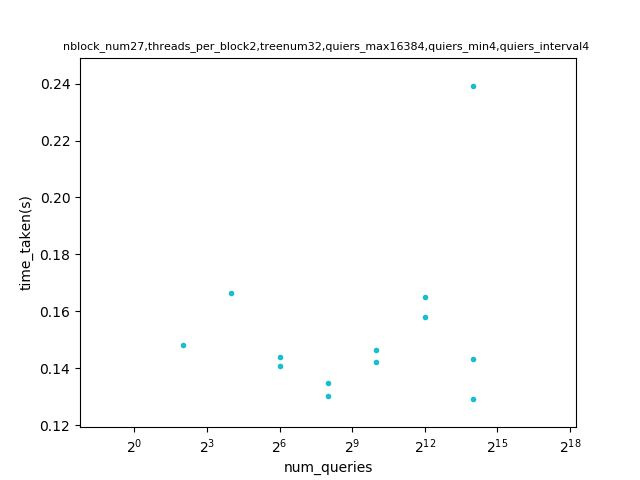 nblock_num27,threads_per_block2,treenum32,quiers_max16384,quiers_min4,quiers_interval4
0.24
0.22
0.20
0.18
0.16
0.14
0.12
time_taken(s)
2^0 2^3 2^6 2^9 2^12 2^15 2^18
num_queries